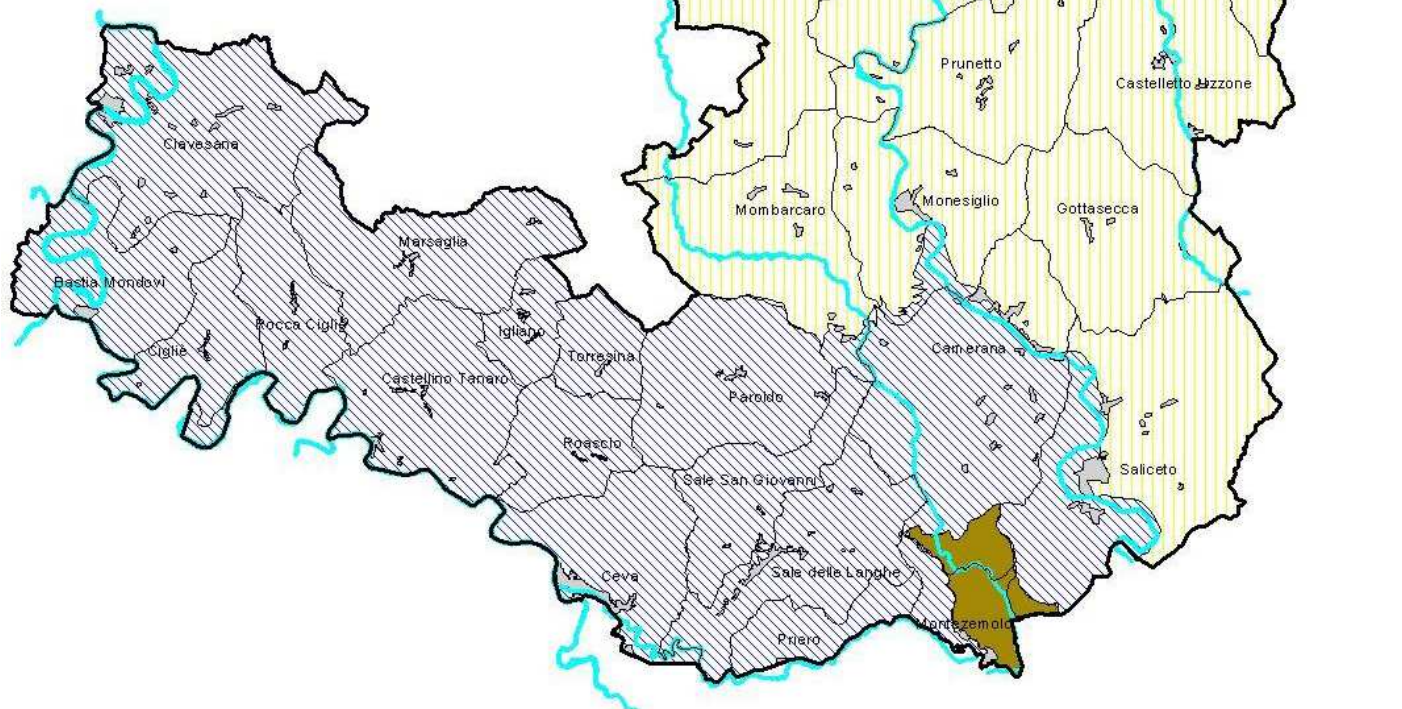 Prunetto
Castelletto Uzzone
Clavesana
Mombarcaro
Monesiglio
Gottasecca
Marsaglia
Bastia Mondovi
Rocca Cigliè
Igliano
Ciglié
Torresina
Camerana
Castellino Tanaro
Paroldo
Roascio
Sale San Giovanni
Saliceto
Ceva
Sale delle Langhe
Montezemolo
Priero